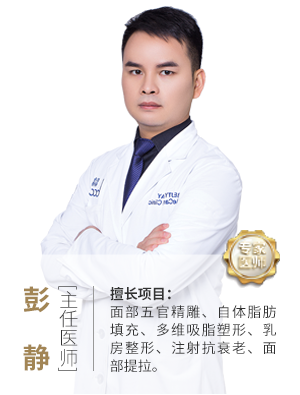 专家
医师
彭静
[主任医师]
擅长项目：
面部五官精雕、自体脂肪
填充、多维吸脂塑形、乳
房整形、注射抗衰老、面
部提拉。